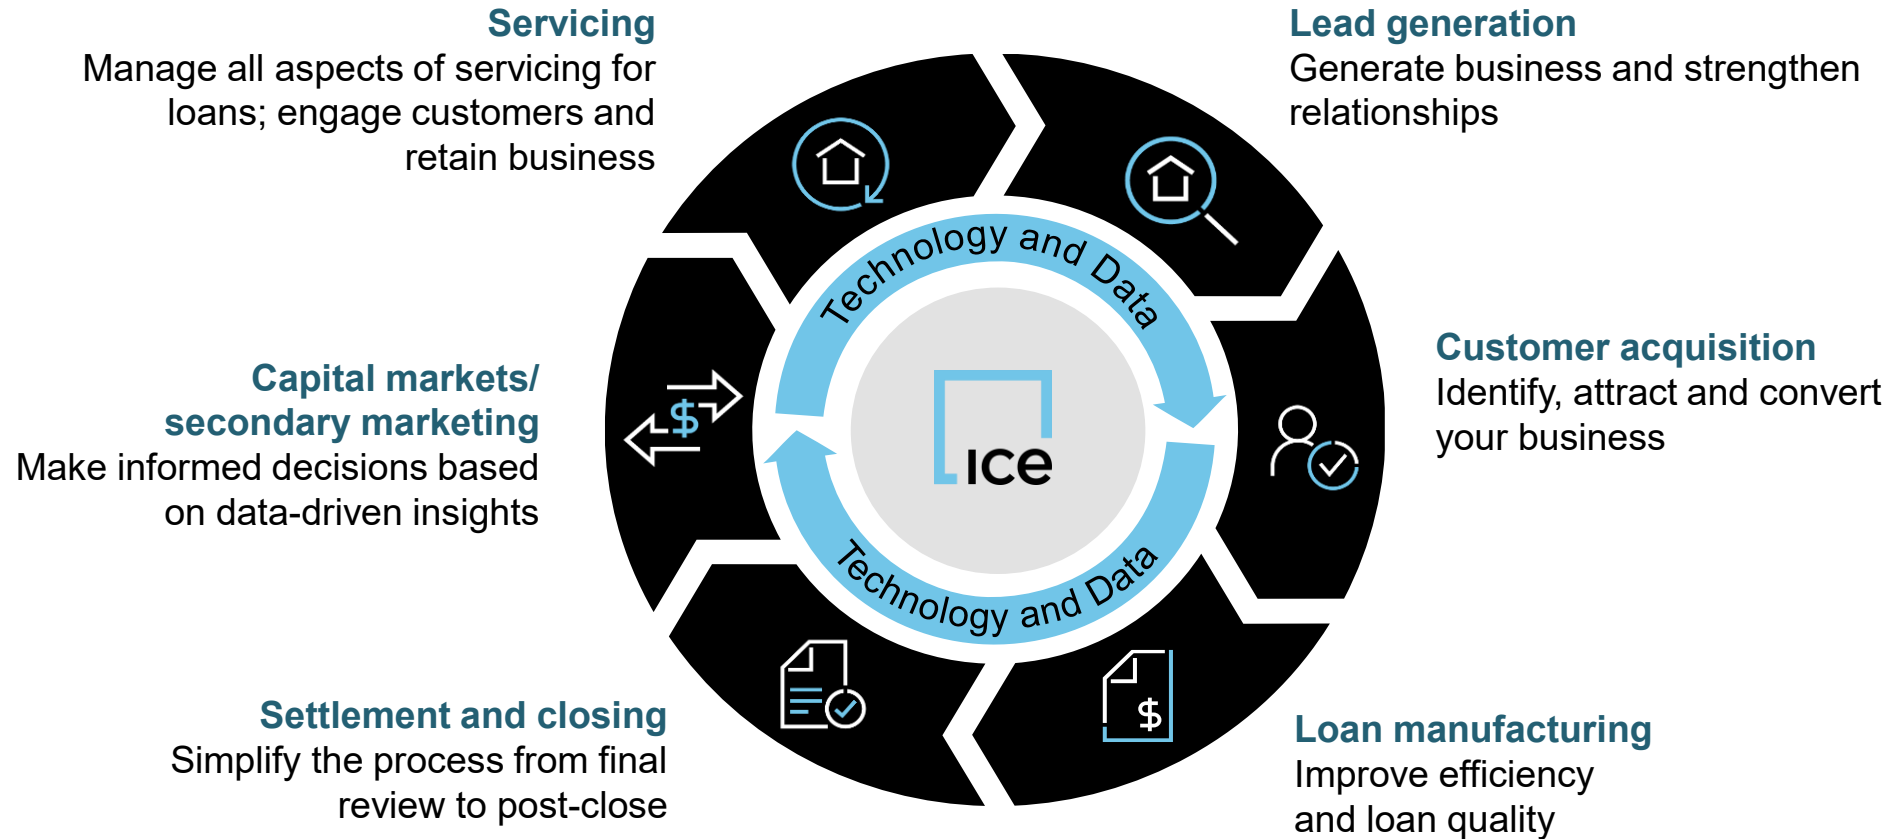 Servicing
Manage all aspects of servicing for
loans; engage customers and
retain business
Lead generation
Generate business and strengthen
relationships
Customer acquisition
Identify, attract and convert
your business
Loan manufacturing
Improve efficiency
and loan quality
Settlement and closing
Simplify the process from final
review to post-close
Capital markets/
secondary marketing
Make informed decisions based
on data-driven insights
$
$
Technology and Data
Technology and Data
ICe